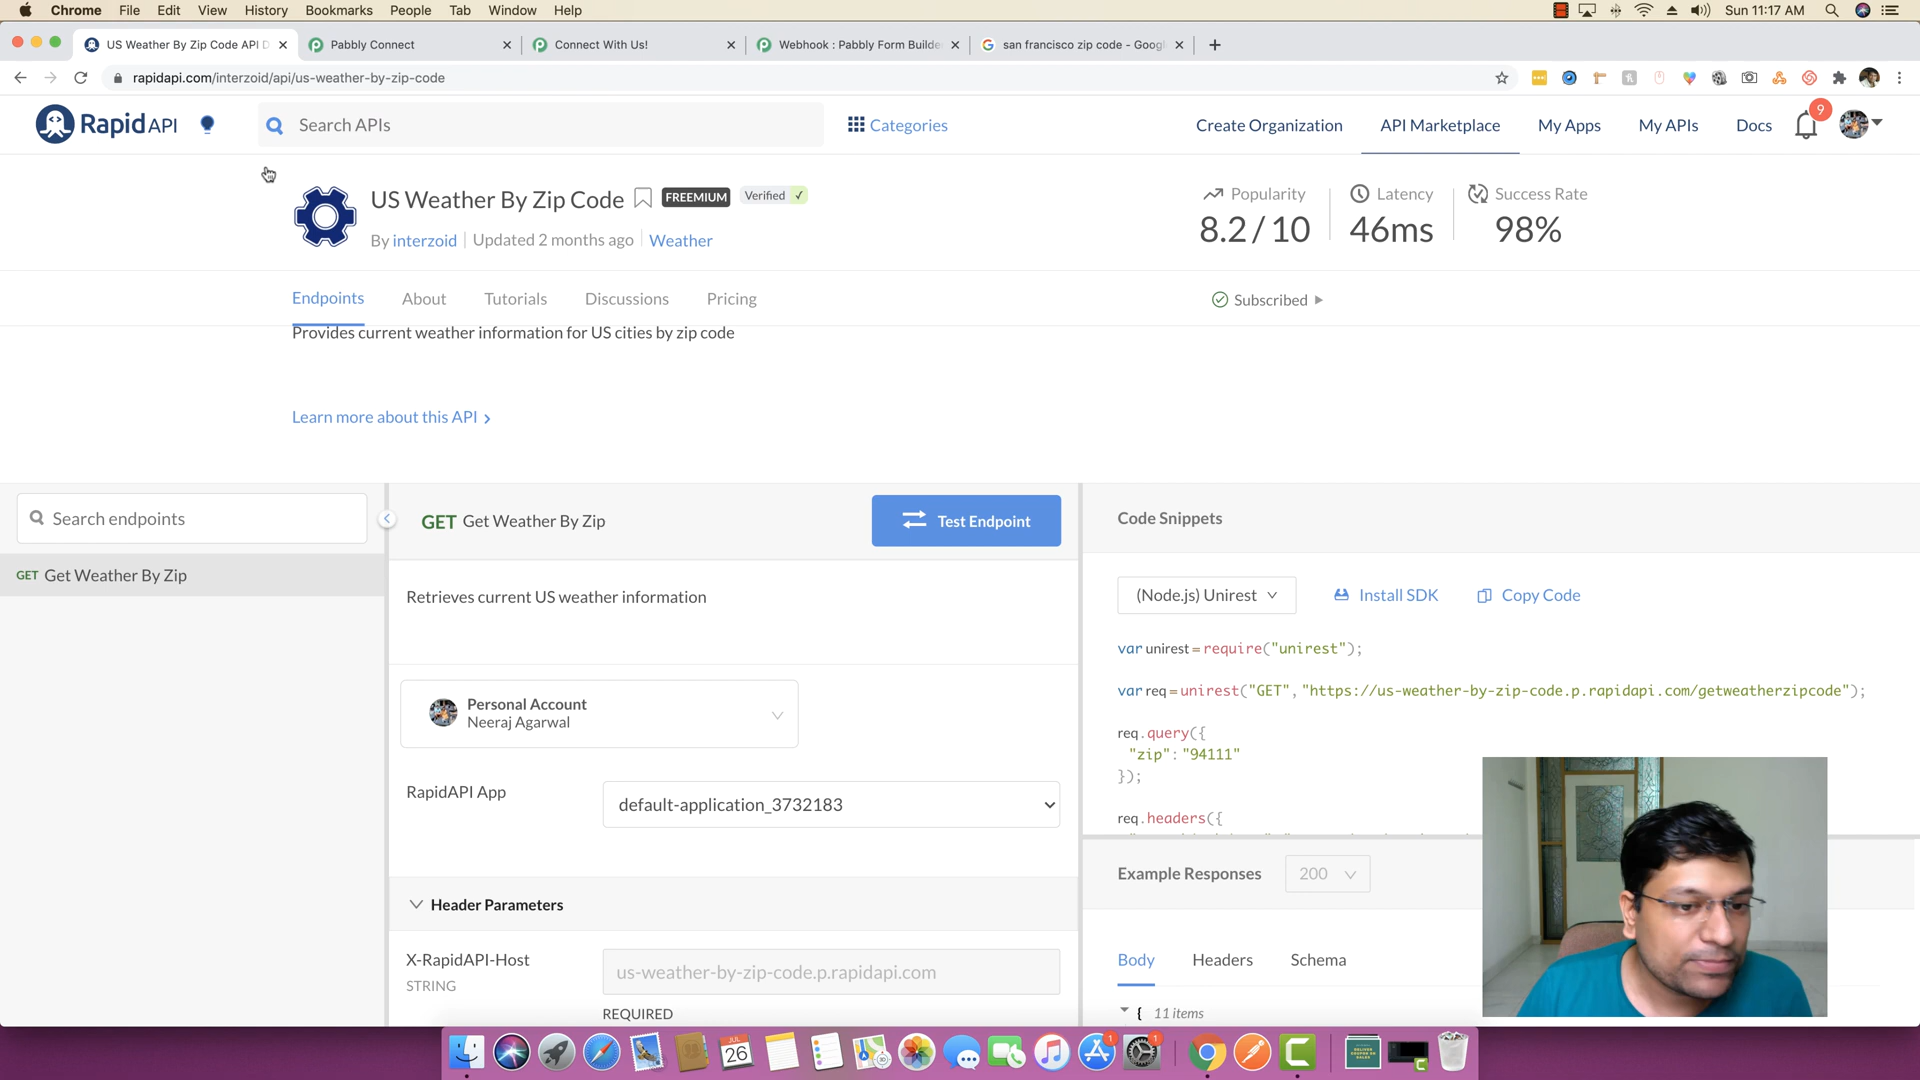 Chrome File Edit View History Bookmarks People Tab Window Help Sun 11:17 AM
US Weather By Zip Code API D Pabbly Connect Connect With Us! Webhook : Pabbly Form Builde san francisco zip code - Goog
rapidapi.com/interzoid/api/us-weather-by-zip-code
RapidAPI Search APIs Categories Create Organization API Marketplace My Apps My APIs Docs 9
US Weather By Zip Code FREEMIUM Verified ✓
By interzoid Updated 2 months ago Weather
Popularity Latency Success Rate
8.2 / 10 46ms 98%
Endpoints About Tutorials Discussions Pricing Subscribed
Provides current weather information for US cities by zip code
Learn more about this API
Search endpoints
GET Get Weather By Zip
GET Get Weather By Zip Test Endpoint
Retrieves current US weather information
Personal Account
Neeraj Agarwal
RapidAPI App default-application_3732183
Header Parameters
X-RapidAPI-Host us-weather-by-zip-code.p.rapidapi.com
STRING
REQUIRED
Code Snippets
(Node.js) Unirest Install SDK Copy Code
var unirest = require("unirest");
var req = unirest("GET", "https://us-weather-by-zip-code.p.rapidapi.com/getweatherzipcode");
req.query({
"zip": "94111"
});
req.headers({
Example Responses 200
Body Headers Schema
{ 11 items
JUL
26
1
1